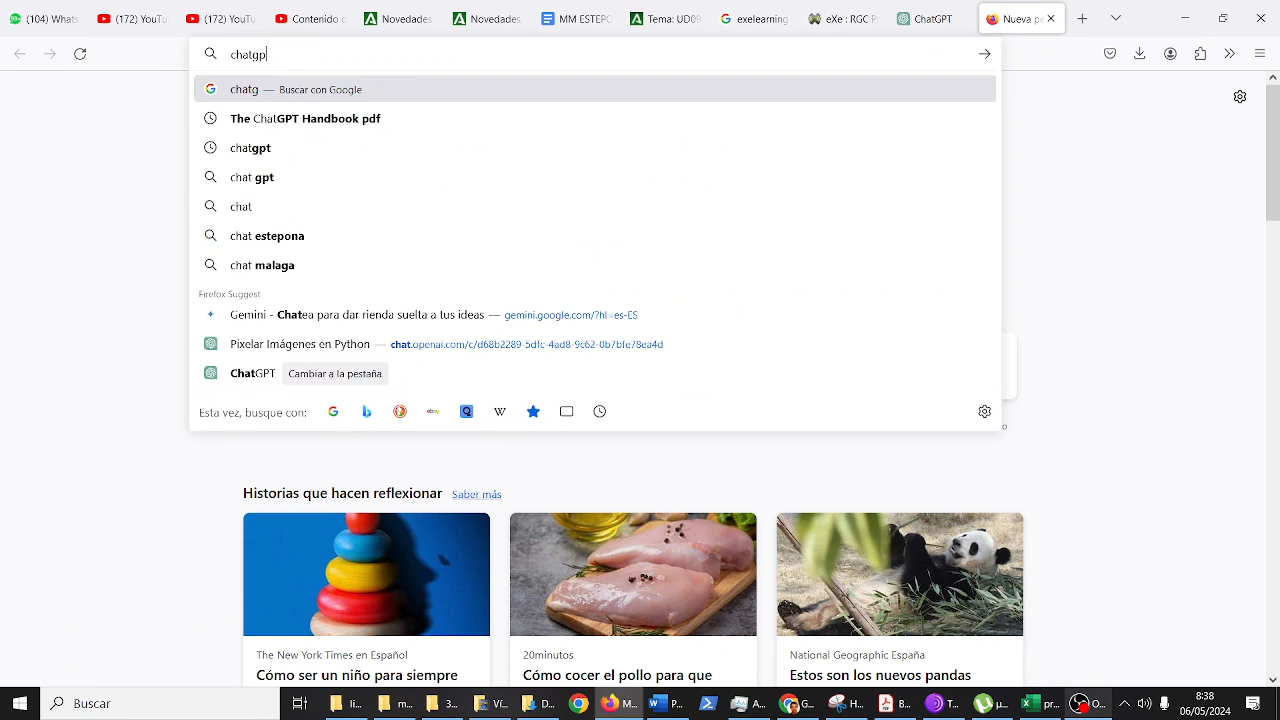 (104) Whats
(172) YouTu
(172) YouTu
Contenido d
Novedades
Novedades
MM ESTEPO
Tema: UD09
exelearning
exe : RGC P
ChatGPT
Nueva pe
chatgp
chatg — Buscar con Google
The ChatGPT Handbook pdf
chatgpt
chat gpt
chat
chat estepona
chat malaga
Firefox Suggest
Gemini - Chatea para dar rienda suelta a tus ideas — gemini.google.com/?hl=es-ES
Pixelar Imágenes en Python — chat.openai.com/c/d68b2289-5dfc-4ad8-9c62-0b7bfe78ea4d
ChatGPT Cambiar a la pestaña
Esta vez, busque con:
Historias que hacen reflexionar Saber más
The New York Times en Español
20minutos
National Geographic España
Cómo ser un niño para siempre
Cómo cocer el pollo para que
Estos son los nuevos pandas
Buscar
8:38
06/05/2024